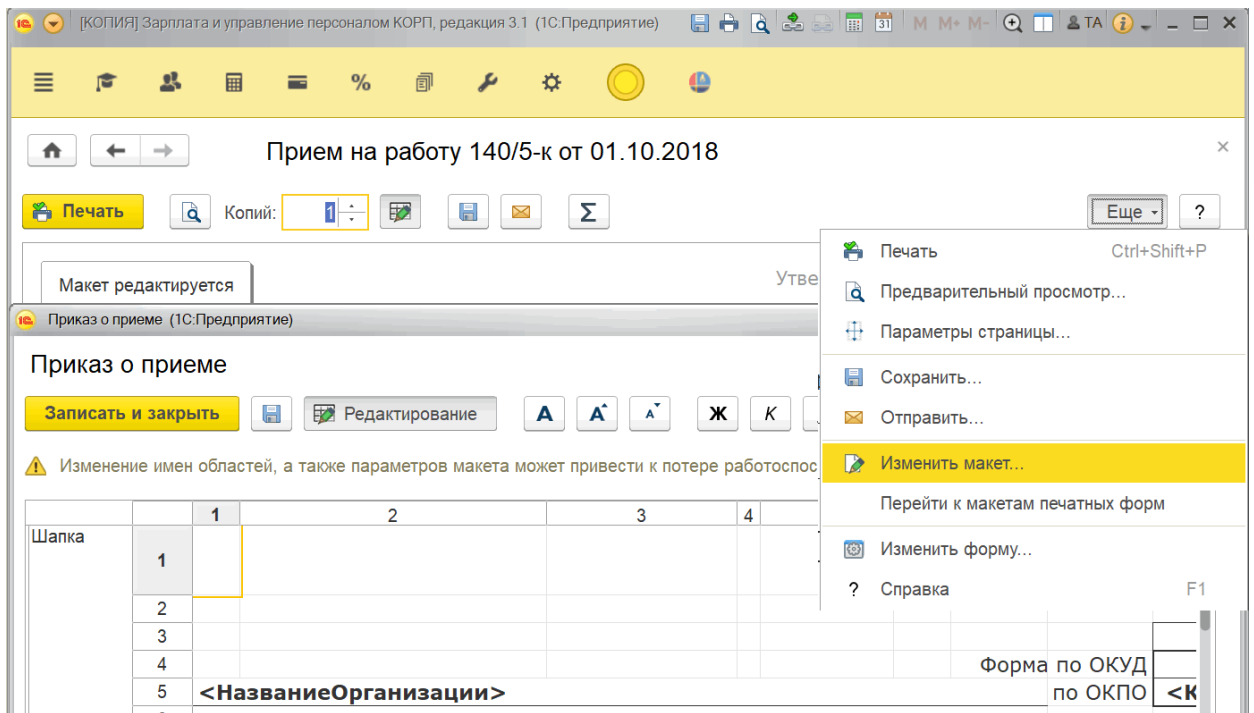 [КОПИЯ] Зарплата и управление персоналом КОРП, редакция 3.1 (1С:Предприятие) 31 M M+ M- TA
%
Прием на работу 140/5-к от 01.10.2018
Печать Копий: 1 Σ Еще ?
Макет редактируется
Печать Ctrl+Shift+P
Предварительный просмотр...
Параметры страницы...
Сохранить...
Отправить...
Изменить макет...
Перейти к макетам печатных форм
Изменить форму...
? Справка F1
Приказ о приеме (1С:Предприятие)
Приказ о приеме
Записать и закрыть Редактирование А А А Ж К
Изменение имен областей, а также параметров макета может привести к потере
1 2 3 4
Шапка
1
2
3
4 Форма по ОКУД
5 <НазваниеОрганизации> по ОКПО